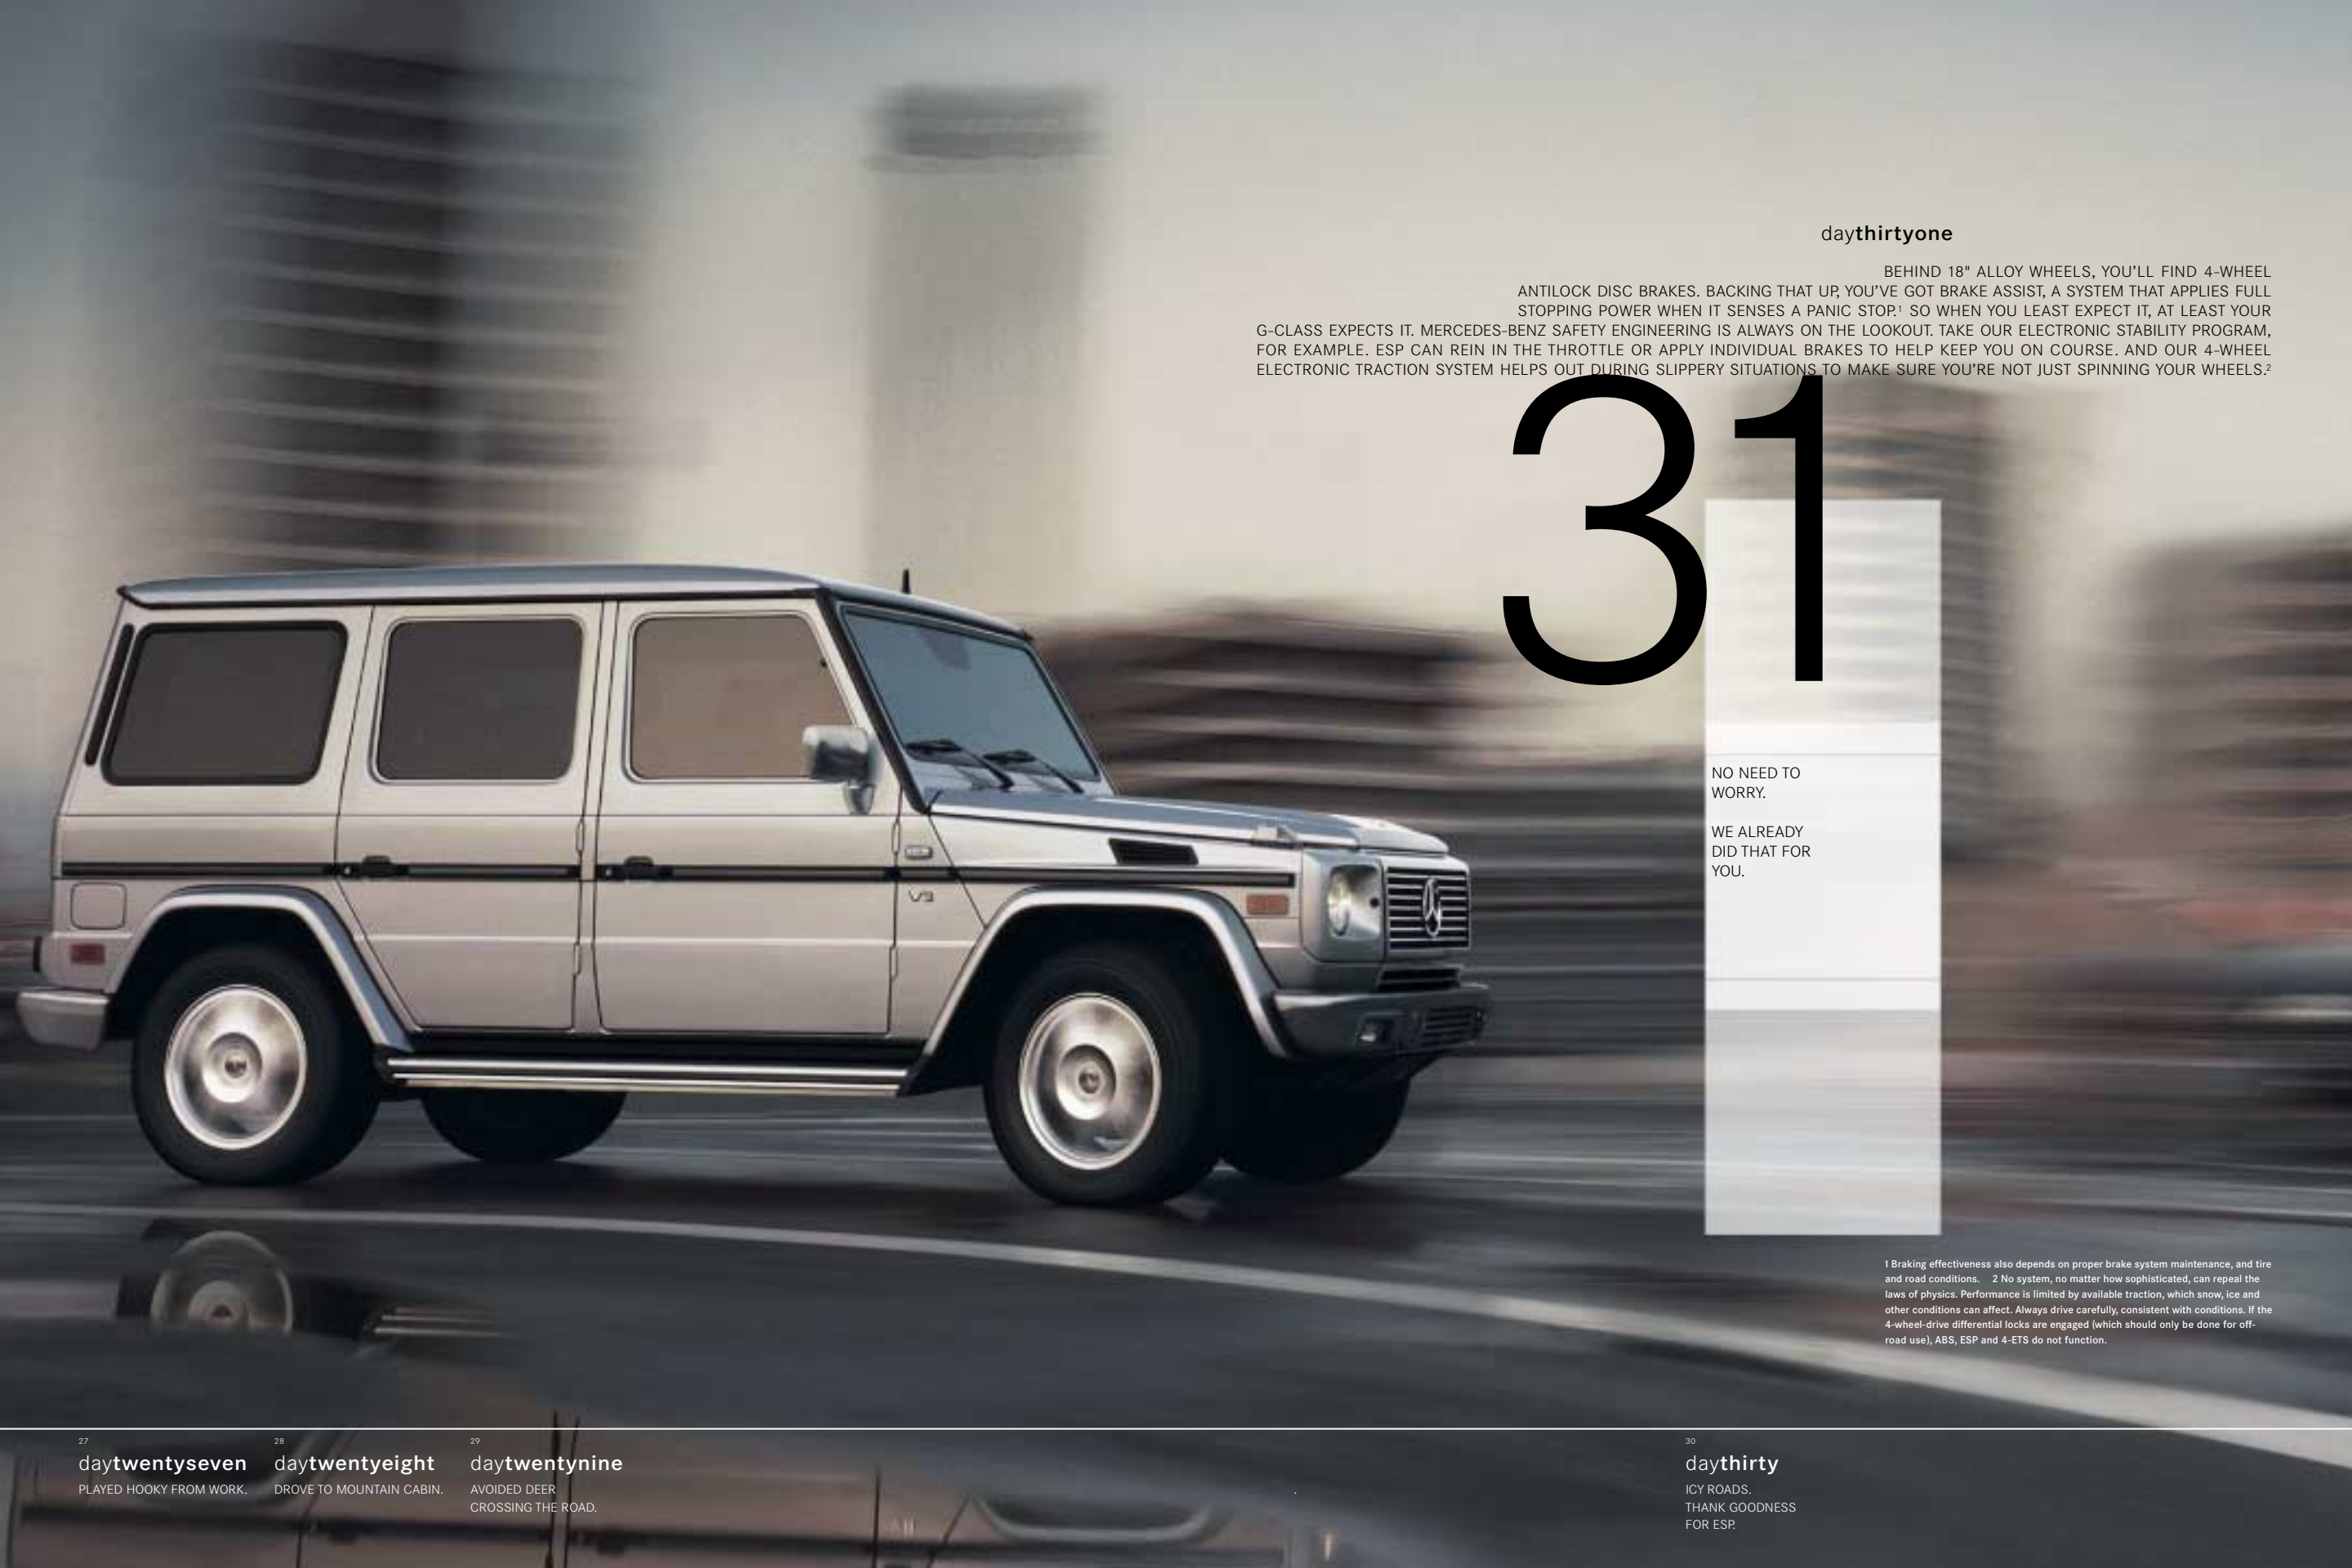 daythirtyone
BEHIND 18" ALLOY WHEELS, YOU’LL FIND 4-WHEEL
ANTILOCK DISC BRAKES. BACKING THAT UP, YOU’VE GOT BRAKE ASSIST, A SYSTEM THAT APPLIES FULL
STOPPING POWER WHEN IT SENSES A PANIC STOP.¹ SO WHEN YOU LEAST EXPECT IT, AT LEAST YOUR
G-CLASS EXPECTS IT. MERCEDES-BENZ SAFETY ENGINEERING IS ALWAYS ON THE LOOKOUT. TAKE OUR ELECTRONIC STABILITY PROGRAM,
FOR EXAMPLE. ESP CAN REIN IN THE THROTTLE OR APPLY INDIVIDUAL BRAKES TO HELP KEEP YOU ON COURSE. AND OUR 4-WHEEL
ELECTRONIC TRACTION SYSTEM HELPS OUT DURING SLIPPERY SITUATIONS TO MAKE SURE YOU’RE NOT JUST SPINNING YOUR WHEELS.²
31
NO NEED TO
WORRY.
WE ALREADY
DID THAT FOR
YOU.
V8
1 Braking effectiveness also depends on proper brake system maintenance, and tire
and road conditions. 2 No system, no matter how sophisticated, can repeal the
laws of physics. Performance is limited by available traction, which snow, ice and
other conditions can affect. Always drive carefully, consistent with conditions. If the
4-wheel-drive differential locks are engaged (which should only be done for off-
road use), ABS, ESP and 4-ETS do not function.
27
daytwentyseven
PLAYED HOOKY FROM WORK.
28
daytwentyeight
DROVE TO MOUNTAIN CABIN.
29
daytwentynine
AVOIDED DEER
CROSSING THE ROAD.
30
daythirty
ICY ROADS.
THANK GOODNESS
FOR ESP.